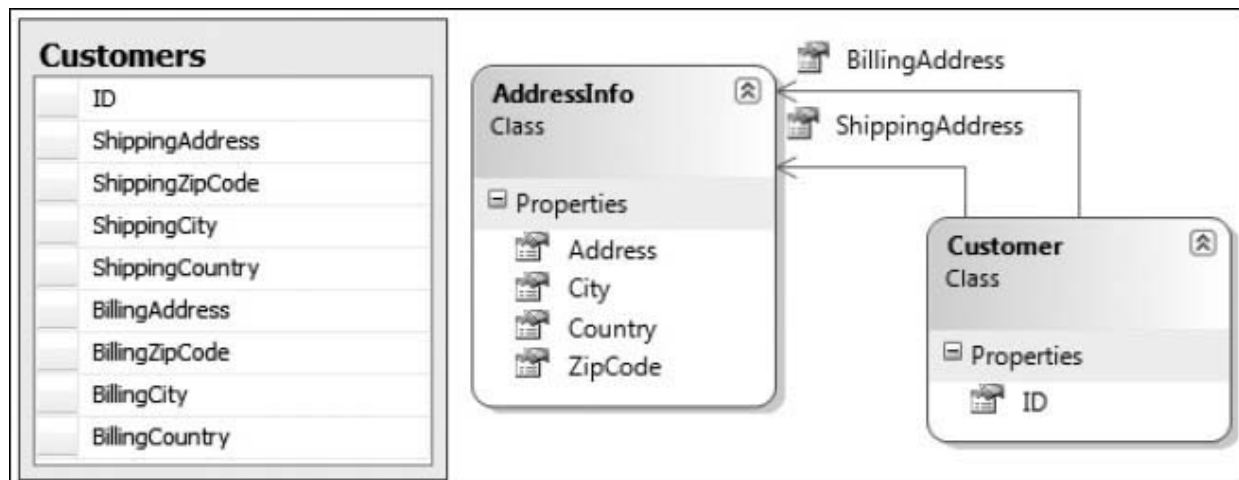 Customers
ID
ShippingAddress
ShippingZipCode
ShippingCity
ShippingCountry
BillingAddress
BillingZipCode
BillingCity
BillingCountry
AddressInfo
Class
Properties
Address
City
Country
ZipCode
BillingAddress
ShippingAddress
Customer
Class
Properties
ID